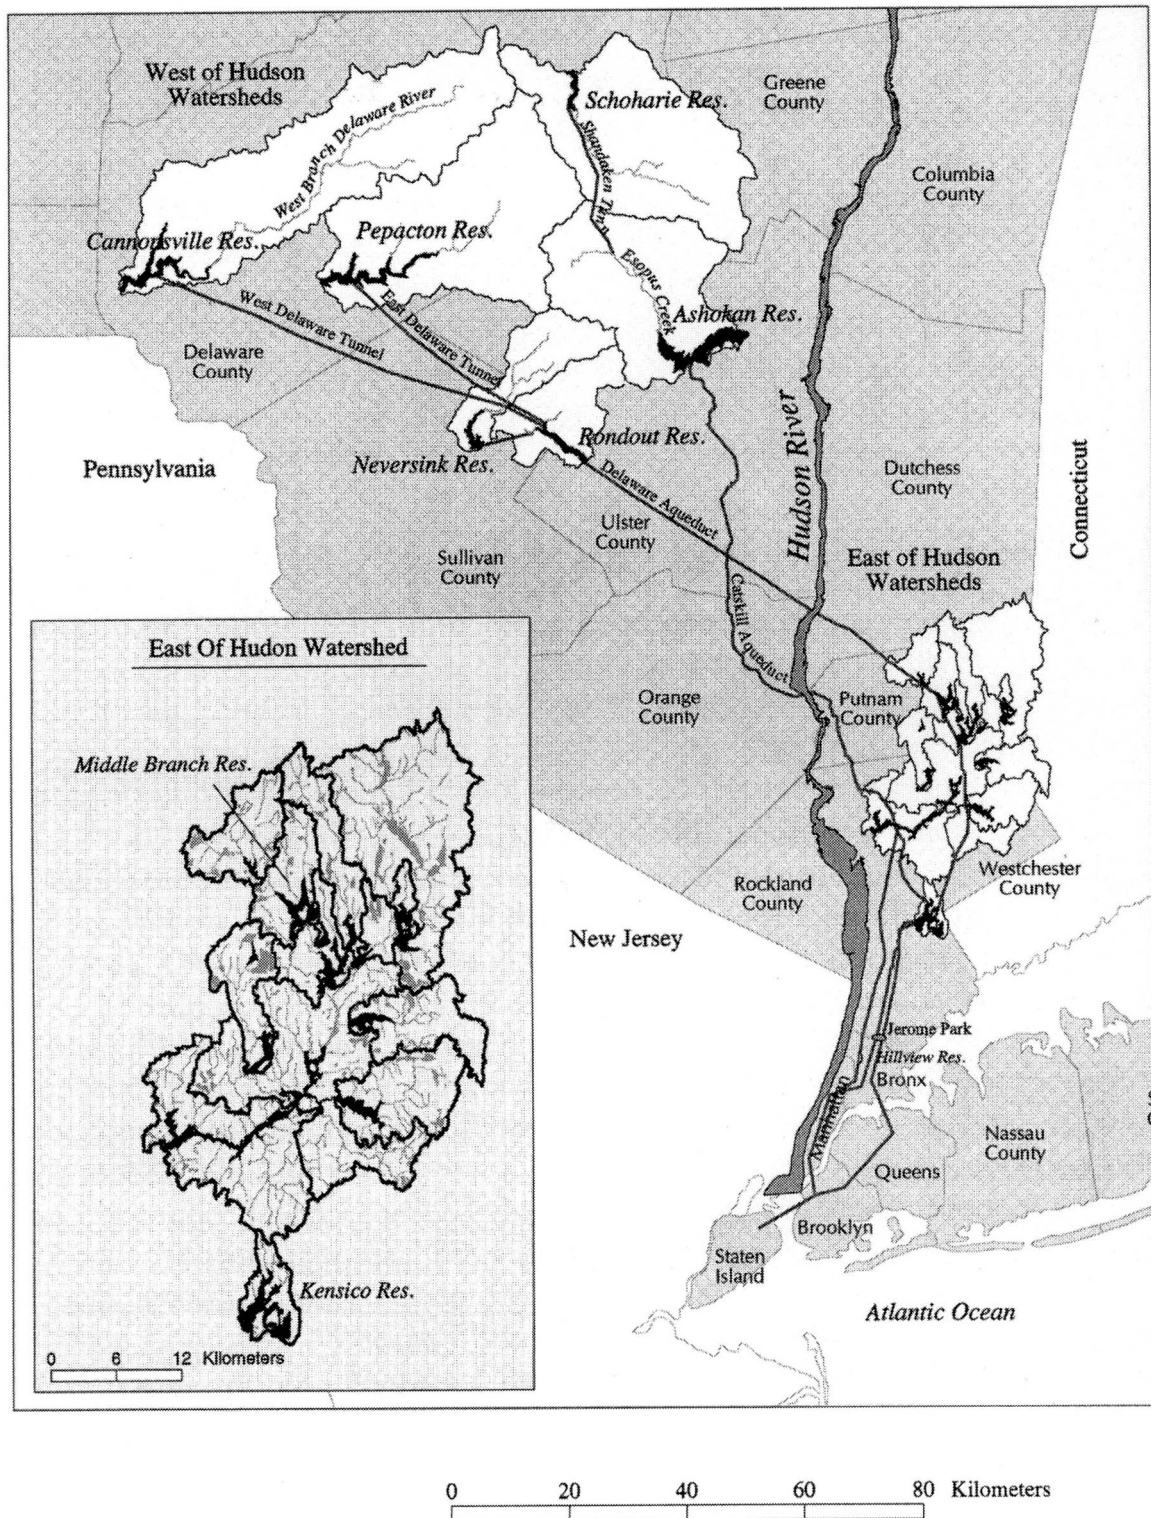 West of Hudson
Watersheds
West Branch Delaware River
Schoharie Res.
Greene
County
Shandaken Tnun
Columbia
County
Cannonsville Res.
Pepacton Res.
Esopus Creek
Ashokan Res.
West Delaware Tunnel
East Delaware Tunnel
Delaware
County
Hudson River
Rondout Res.
Neversink Res.
Pennsylvania
Delaware Aqueduct
Dutchess
County
Connecticut
Ulster
County
Sullivan
County
East of Hudson
Watersheds
Catskill Aqueduct
Orange
County
Putnam
County
East Of Hudon Watershed
Middle Branch Res.
Kensico Res.
0 6 12 Kilometers
Rockland
County
Westchester
County
New Jersey
Jerome Park
Hillview Res.
Bronx
Manhattan
Nassau
County
Queens
Brooklyn
Staten
Island
Atlantic Ocean
0 20 40 60 80 Kilometers